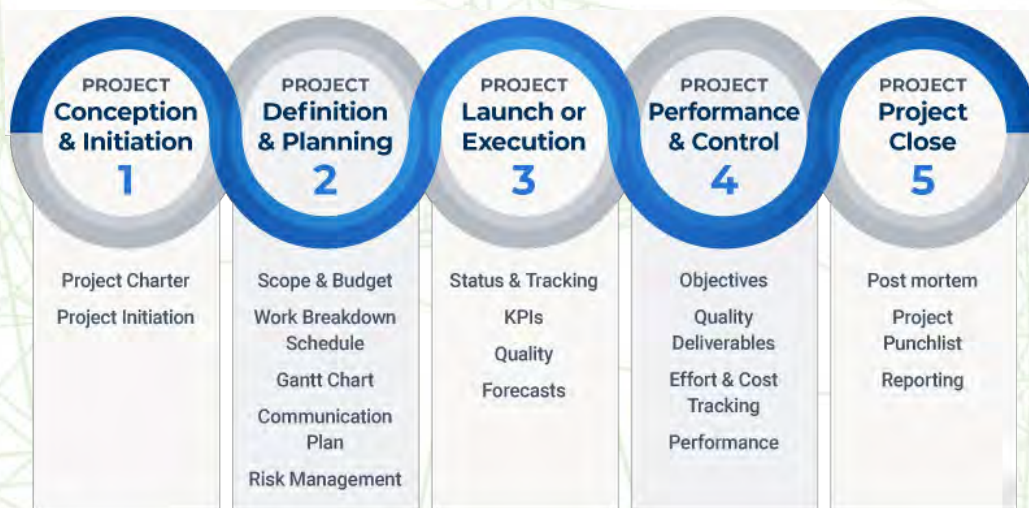 PROJECT
Conception
& Initiation
1
Project Charter
Project Initiation
PROJECT
Definition
& Planning
2
Scope & Budget
Work Breakdown
Schedule
Gantt Chart
Communication
Plan
Risk Management
PROJECT
Launch or
Execution
3
Status & Tracking
KPIs
Quality
Forecasts
PROJECT
Performance
& Control
4
Objectives
Quality
Deliverables
Effort & Cost
Tracking
Performance
PROJECT
Project
Close
5
Post mortem
Project
Punchlist
Reporting